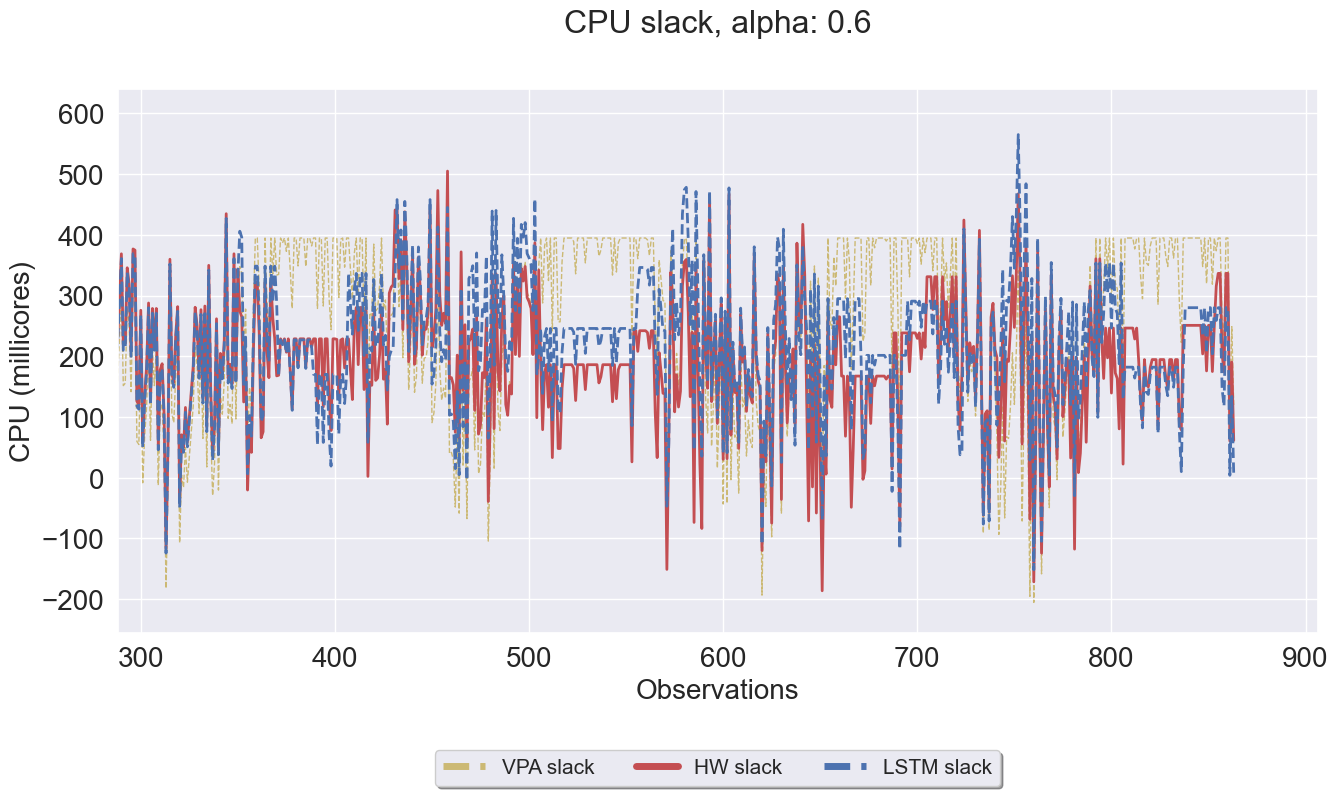 CPU slack, alpha: 0.6
CPU (millicores)
600
500
400
300
200
100
0
−100
−200
300 400 500 600 700 800 900
Observations
VPA slack HW slack LSTM slack